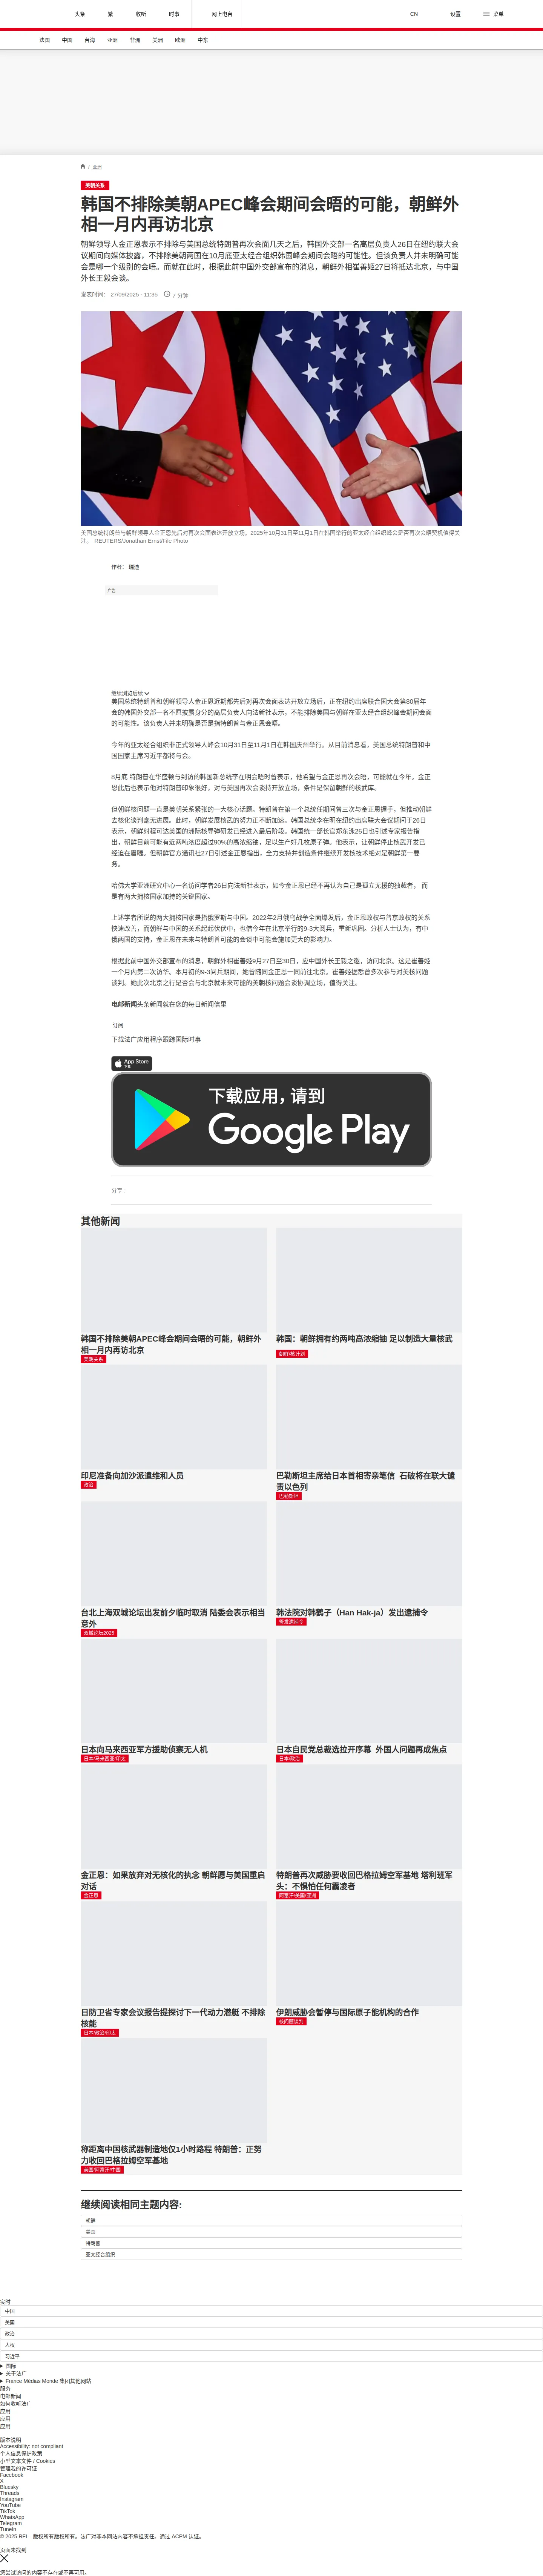 头条
繁
收听
时事
网上电台
CN
设置
菜单
法国
中国
台海
亚洲
非洲
美洲
欧洲
中东
/ 亚洲
美朝关系
韩国不排除美朝APEC峰会期间会晤的可能，朝鲜外
相一月内再访北京
朝鲜领导人金正恩表示不排除与美国总统特朗普再次会面几天之后，韩国外交部一名高层负责人26日在纽约联大会
议期间向媒体披露，不排除美朝两国在10月底亚太经合组织韩国峰会期间会晤的可能性。但该负责人并未明确可能
会是哪一个级别的会晤。而就在此时，根据此前中国外交部宣布的消息，朝鲜外相崔善姬27日将抵达北京，与中国
外长王毅会谈。
发表时间： 27/09/2025 - 11:35
7 分钟
美国总统特朗普与朝鲜领导人金正恩先后对再次会面表达开放立场。2025年10月31日至11月1日在韩国举行的亚太经合组织峰会是否再次会晤契机值得关
注。 REUTERS/Jonathan Ernst/File Photo
作者： 瑞迪
广告
继续浏览后续
美国总统特朗普和朝鲜领导人金正恩近期都先后对再次会面表达开放立场后，正在纽约出席联合国大会第80届年
会的韩国外交部一名不愿披露身分的高层负责人向法新社表示，不能排除美国与朝鲜在亚太经合组织峰会期间会面
的可能性。该负责人并未明确是否是指特朗普与金正恩会晤。
今年的亚太经合组织非正式领导人峰会10月31日至11月1日在韩国庆州举行。从目前消息看，美国总统特朗普和中
国国家主席习近平都将与会。
8月底 特朗普在华盛顿与到访的韩国新总统李在明会晤时曾表示，他希望与金正恩再次会晤，可能就在今年。金正
恩此后也表示他对特朗普印象很好，对与美国再次会谈持开放立场，条件是保留朝鲜的核武库。
但朝鲜核问题一直是美朝关系紧张的一大核心话题。特朗普在第一个总统任期间曾三次与金正恩握手，但推动朝鲜
去核化谈判毫无进展。此时，朝鲜发展核武的努力正不断加速。韩国总统李在明在纽约出席联大会议期间于26日
表示，朝鲜射程可达美国的洲际核导弹研发已经进入最后阶段。韩国统一部长官郑东泳25日也引述专家报告指
出，朝鲜目前可能有近两吨浓度超过90%的高浓缩铀，足以生产好几枚原子弹。他表示，让朝鲜停止核武开发已
经迫在眉睫。但朝鲜官方通讯社27日引述金正恩指出，全力支持并创造条件继续开发核技术绝对是朝鲜第一要
务。
哈佛大学亚洲研究中心一名访问学者26日向法新社表示，如今金正恩已经不再认为自己是孤立无援的独裁者， 而
是有两大拥核国家加持的关键国家。
上述学者所说的两大拥核国家是指俄罗斯与中国。2022年2月俄乌战争全面爆发后，金正恩政权与普京政权的关系
快速改善，而朝鲜与中国的关系起起伏伏中，也借今年在北京举行的9-3大阅兵，重新巩固。分析人士认为，有中
俄两国的支持，金正恩在未来与特朗普可能的会谈中可能会施加更大的影响力。
根据此前中国外交部宣布的消息，朝鲜外相崔善姬9月27日至30日，应中国外长王毅之邀，访问北京。这是崔善姬
一个月内第二次访华。本月初的9-3阅兵期间，她曾随同金正恩一同前往北京。崔善姬据悉曾多次参与对美核问题
谈判。她此次北京之行是否会与北京就未来可能的美朝核问题会谈协调立场，值得关注。
电邮新闻头条新闻就在您的每日新闻信里
订阅
下载法广应用程序跟踪国际时事
App Store
下载
下载应用，请到
Google Play
分享 :
其他新闻
韩国不排除美朝APEC峰会期间会晤的可能，朝鲜外
相一月内再访北京
美朝关系
韩国：朝鲜拥有约两吨高浓缩铀 足以制造大量核武
朝鲜/核计划
印尼准备向加沙派遣维和人员
政治
巴勒斯坦主席给日本首相寄亲笔信 石破将在联大谴
责以色列
巴勒斯坦
台北上海双城论坛出发前夕临时取消 陆委会表示相当
意外
双城论坛2025
韩法院对韩鹤子（Han Hak-ja）发出逮捕令
签发逮捕令
日本向马来西亚军方援助侦察无人机
日本/马来西亚/印太
日本自民党总裁选拉开序幕 外国人问题再成焦点
日本/政治
金正恩：如果放弃对无核化的执念 朝鲜愿与美国重启
对话
金正恩
特朗普再次威胁要收回巴格拉姆空军基地 塔利班军
头：不惧怕任何霸凌者
阿富汗/美国/亚洲
日防卫省专家会议报告提探讨下一代动力潜艇 不排除
核能
日本/政治/印太
伊朗威胁会暂停与国际原子能机构的合作
核问题谈判
称距离中国核武器制造地仅1小时路程 特朗普：正努
力收回巴格拉姆空军基地
美国/阿富汗/中国
继续阅读相同主题内容:
朝鲜
美国
特朗普
亚太经合组织
实时
中国
美国
政治
人权
习近平
国际
关于法广
France Médias Monde 集团其他网站
服务
电邮新闻
如何收听法广
应用
应用
应用
版本说明
Accessibility: not compliant
个人信息保护政策
小型文本文件 / Cookies
管理我的许可证
Facebook
X
Bluesky
Threads
Instagram
YouTube
TikTok
WhatsApp
Telegram
TuneIn
© 2025 RFI – 版权所有版权所有。法广对非本网站内容不承担责任。通过 ACPM 认证。
页面未找到
您尝试访问的内容不存在或不再可用。